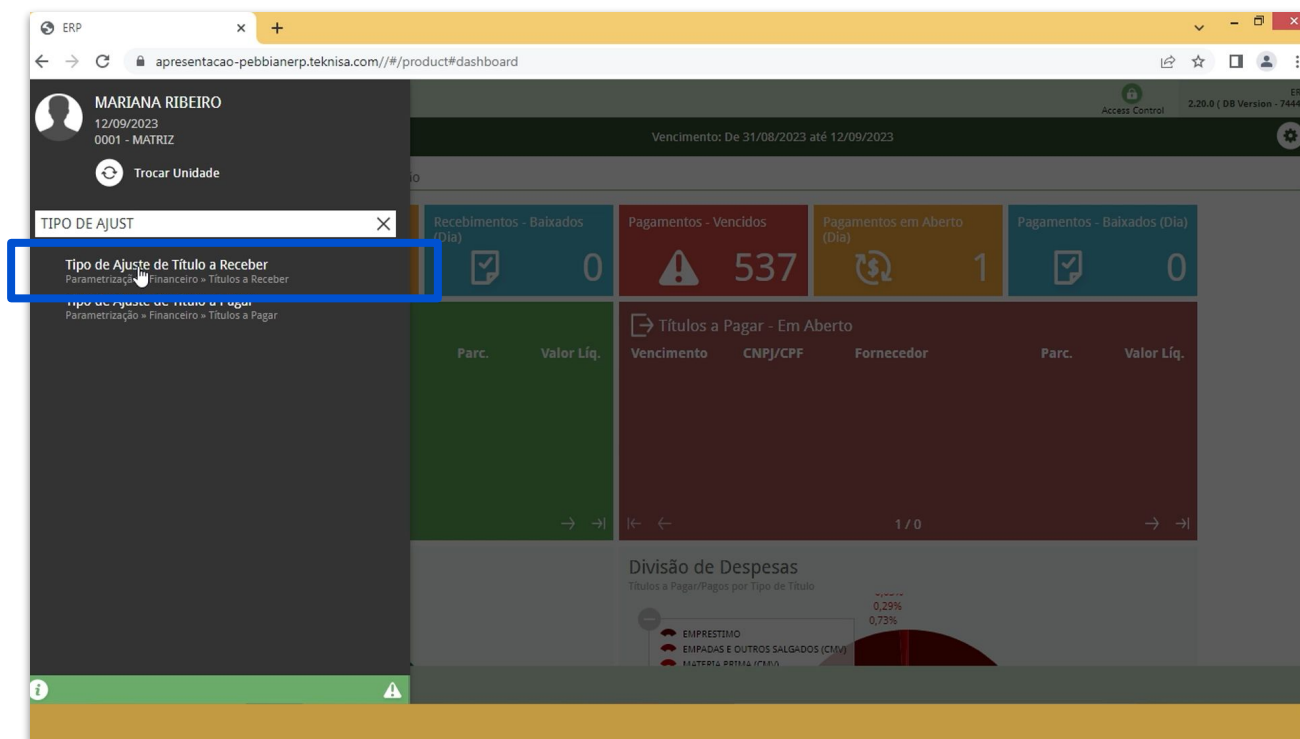 ERP
apresentacao-pebbianerp.teknisa.com//#/product#dashboard
MARIANA RIBEIRO
12/09/2023
0001 - MATRIZ
Trocar Unidade
Access Control
2.20.0 ( DB Version - 7444
Vencimento: De 31/08/2023 até 12/09/2023
TIPO DE AJUST
Tipo de Ajuste de Título a Receber
Financeiro » Títulos a Receber
Tipo de Ajuste de Título a Pagar
Parametrização » Financeiro » Títulos a Pagar
Recebimentos - Baixados (Dia)
0
Pagamentos - Vencidos
537
Pagamentos em Aberto (Dia)
1
Pagamentos - Baixados (Dia)
0
Parc. Valor Líq.
Títulos a Pagar - Em Aberto
Vencimento CNPJ/CPF Fornecedor Parc. Valor Líq.
1 / 0
Divisão de Despesas
Títulos a Pagar/Pagos por Tipo de Título
0,29%
0,73%
EMPRESTIMO
EMPADAS E OUTROS SALGADOS (CMV)
MATERIA PRIMA (CMV)